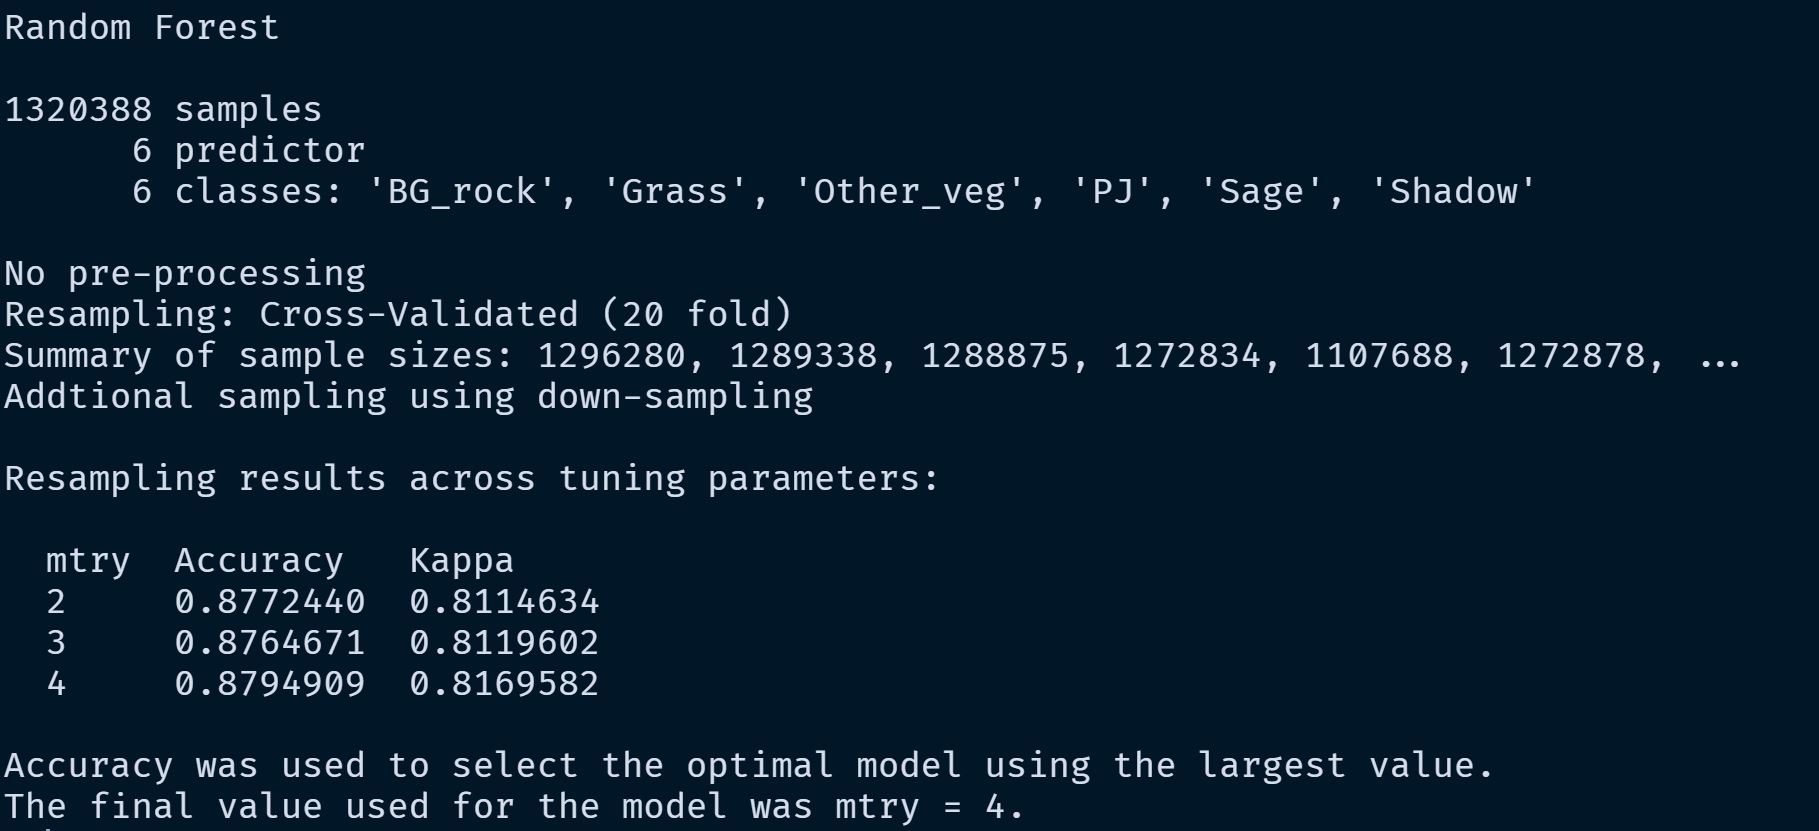 Random Forest
1320388 samples
6 predictor
6 classes: 'BG_rock', 'Grass', 'Other_veg', 'PJ', 'Sage', 'Shadow'
No pre-processing
Resampling: Cross-Validated (20 fold)
Summary of sample sizes: 1296280, 1289338, 1288875, 1272834, 1107688, 1272878, ...
Addtional sampling using down-sampling
Resampling results across tuning parameters:
mtry Accuracy Kappa
2 0.8772440 0.8114634
3 0.8764671 0.8119602
4 0.8794909 0.8169582
Accuracy was used to select the optimal model using the largest value.
The final value used for the model was mtry = 4.